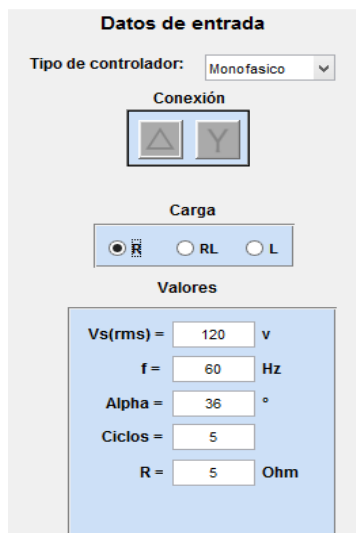 Datos de entrada
Tipo de controlador: Monofasico
Conexión
Y
Carga
R RL L
Valores
Vs(rms) = 120 v
f = 60 Hz
Alpha = 36 °
Ciclos = 5
R = 5 Ohm